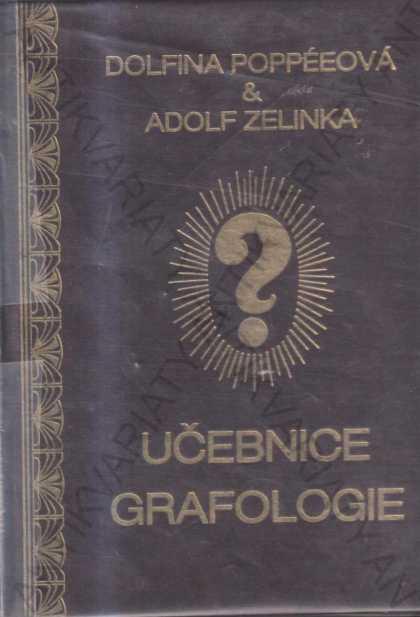 DOLFINA POPPÉEOVÁ
&
ADOLF ZELINKA
?
UČEBNICE
GRAFOLOGIE